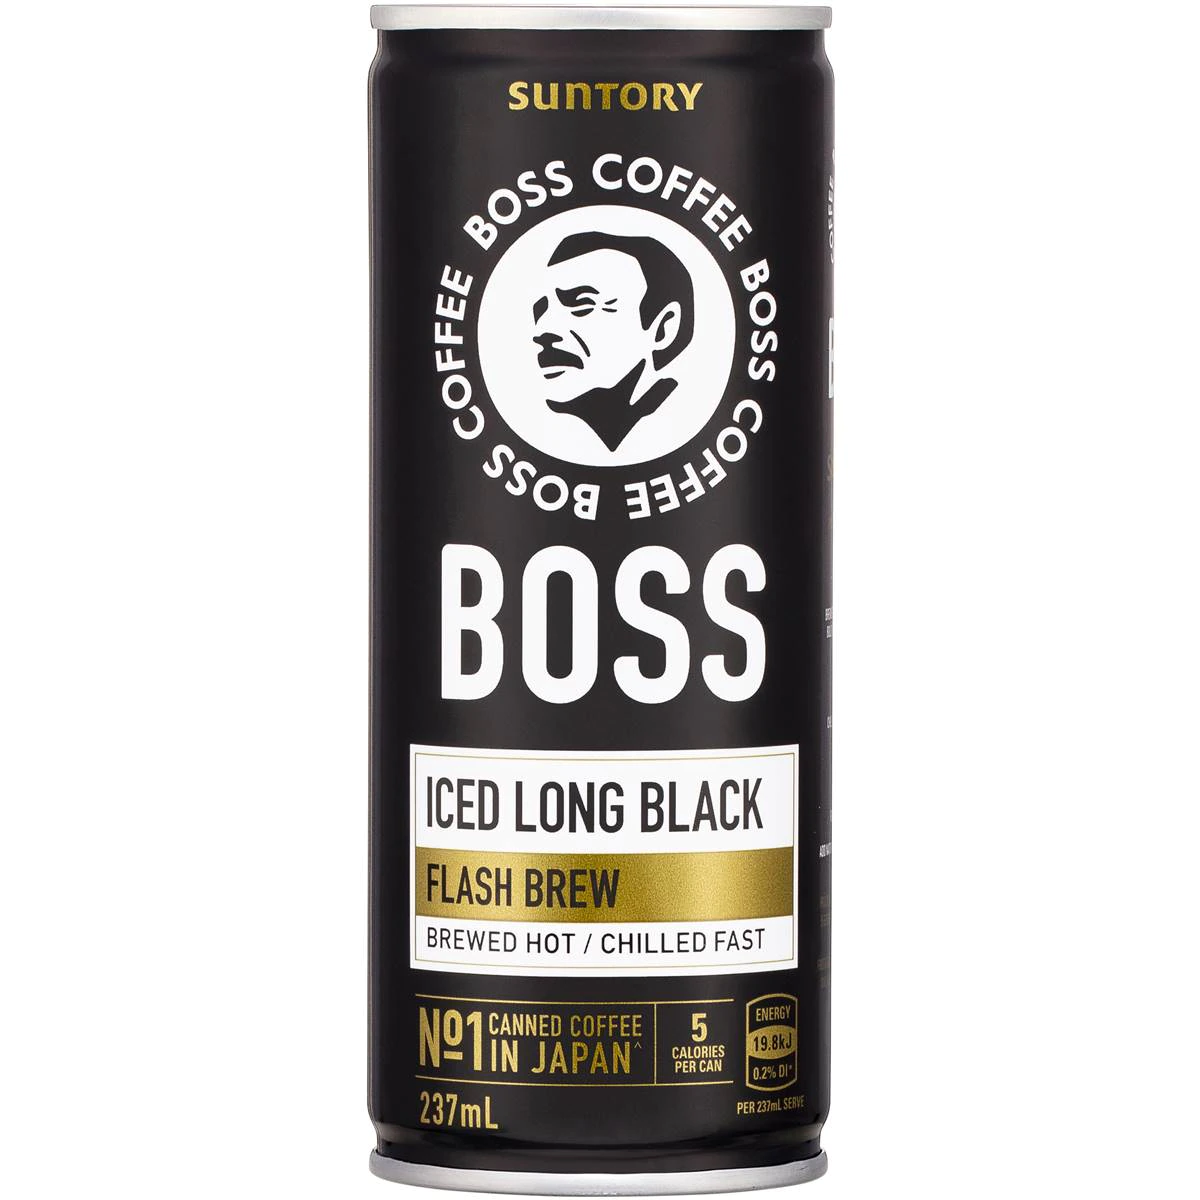 SUNTORY
BOSS COFFEE BOSS COFFEE BOSS COFFEE
BOSS
ICED LONG BLACK
FLASH BREW
BREWED HOT / CHILLED FAST
Nº1 CANNED COFFEE
IN JAPAN^
5
CALORIES
PER CAN
ENERGY
19.8kJ
0.2% DI*
PER 237mL SERVE
237mL